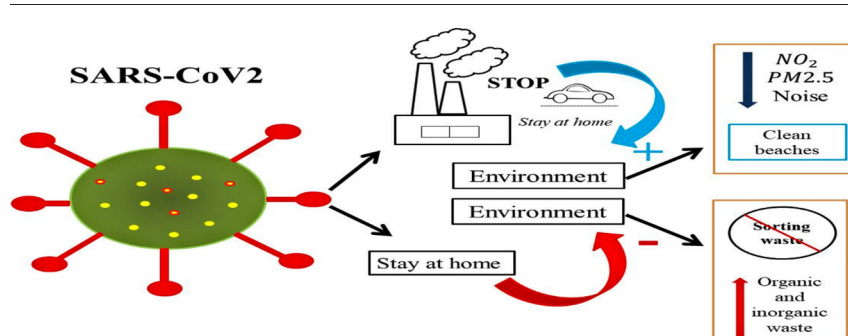 SARS-CoV2
STOP
Stay at home
+
Environment
Environment
-
Stay at home
NO₂
PM2.5
Noise
Clean
beaches
Sorting
waste
Organic
and
inorganic
waste